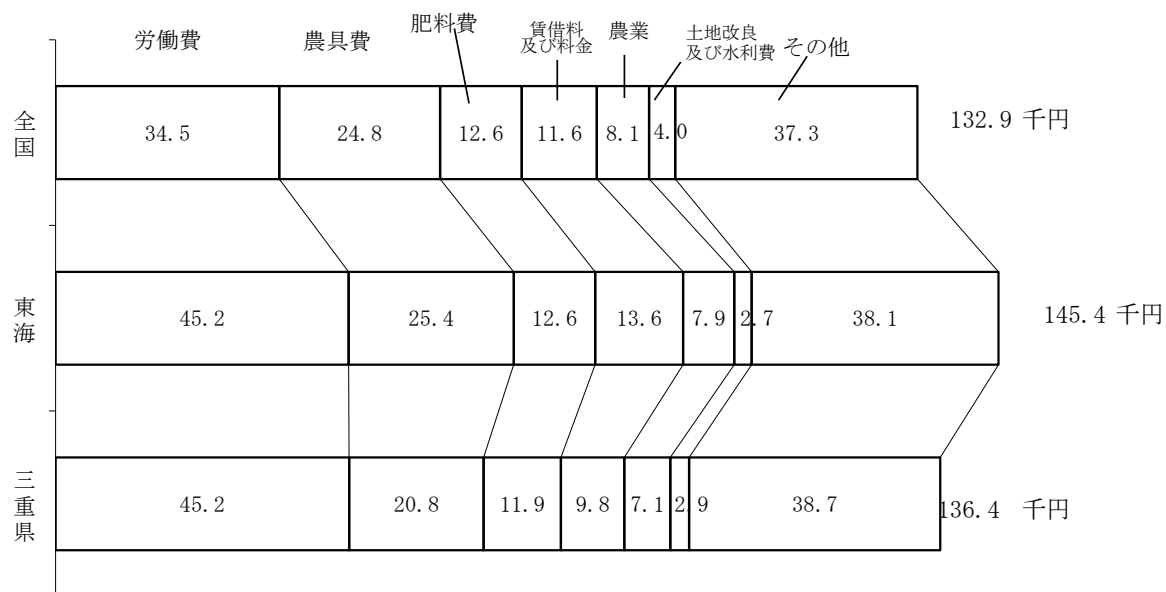 労働費
農具費
肥料費
賃借料
及び料金
農業
土地改良
及び水利費
その他
全国
34.5
24.8
12.6
11.6
8.1
4.0
37.3
132.9 千円
東海
45.2
25.4
12.6
13.6
7.9
2.7
38.1
145.4 千円
三重県
45.2
20.8
11.9
9.8
7.1
2.9
38.7
136.4 千円